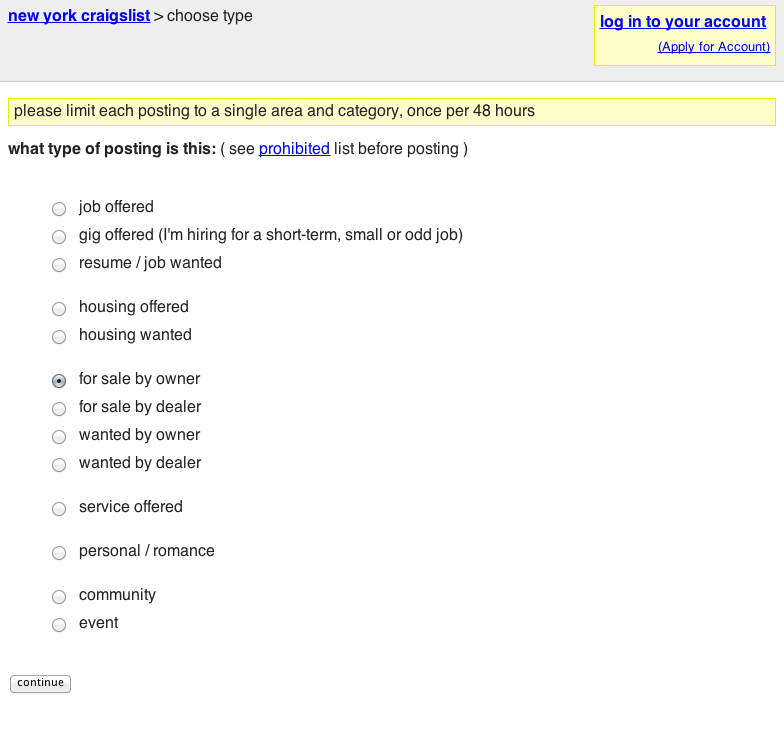 new york craigslist > choose type
log in to your account
(Apply for Account)
please limit each posting to a single area and category, once per 48 hours
what type of posting is this: ( see prohibited list before posting )
job offered
gig offered (I'm hiring for a short-term, small or odd job)
resume / job wanted
housing offered
housing wanted
for sale by owner
for sale by dealer
wanted by owner
wanted by dealer
service offered
personal / romance
community
event
continue